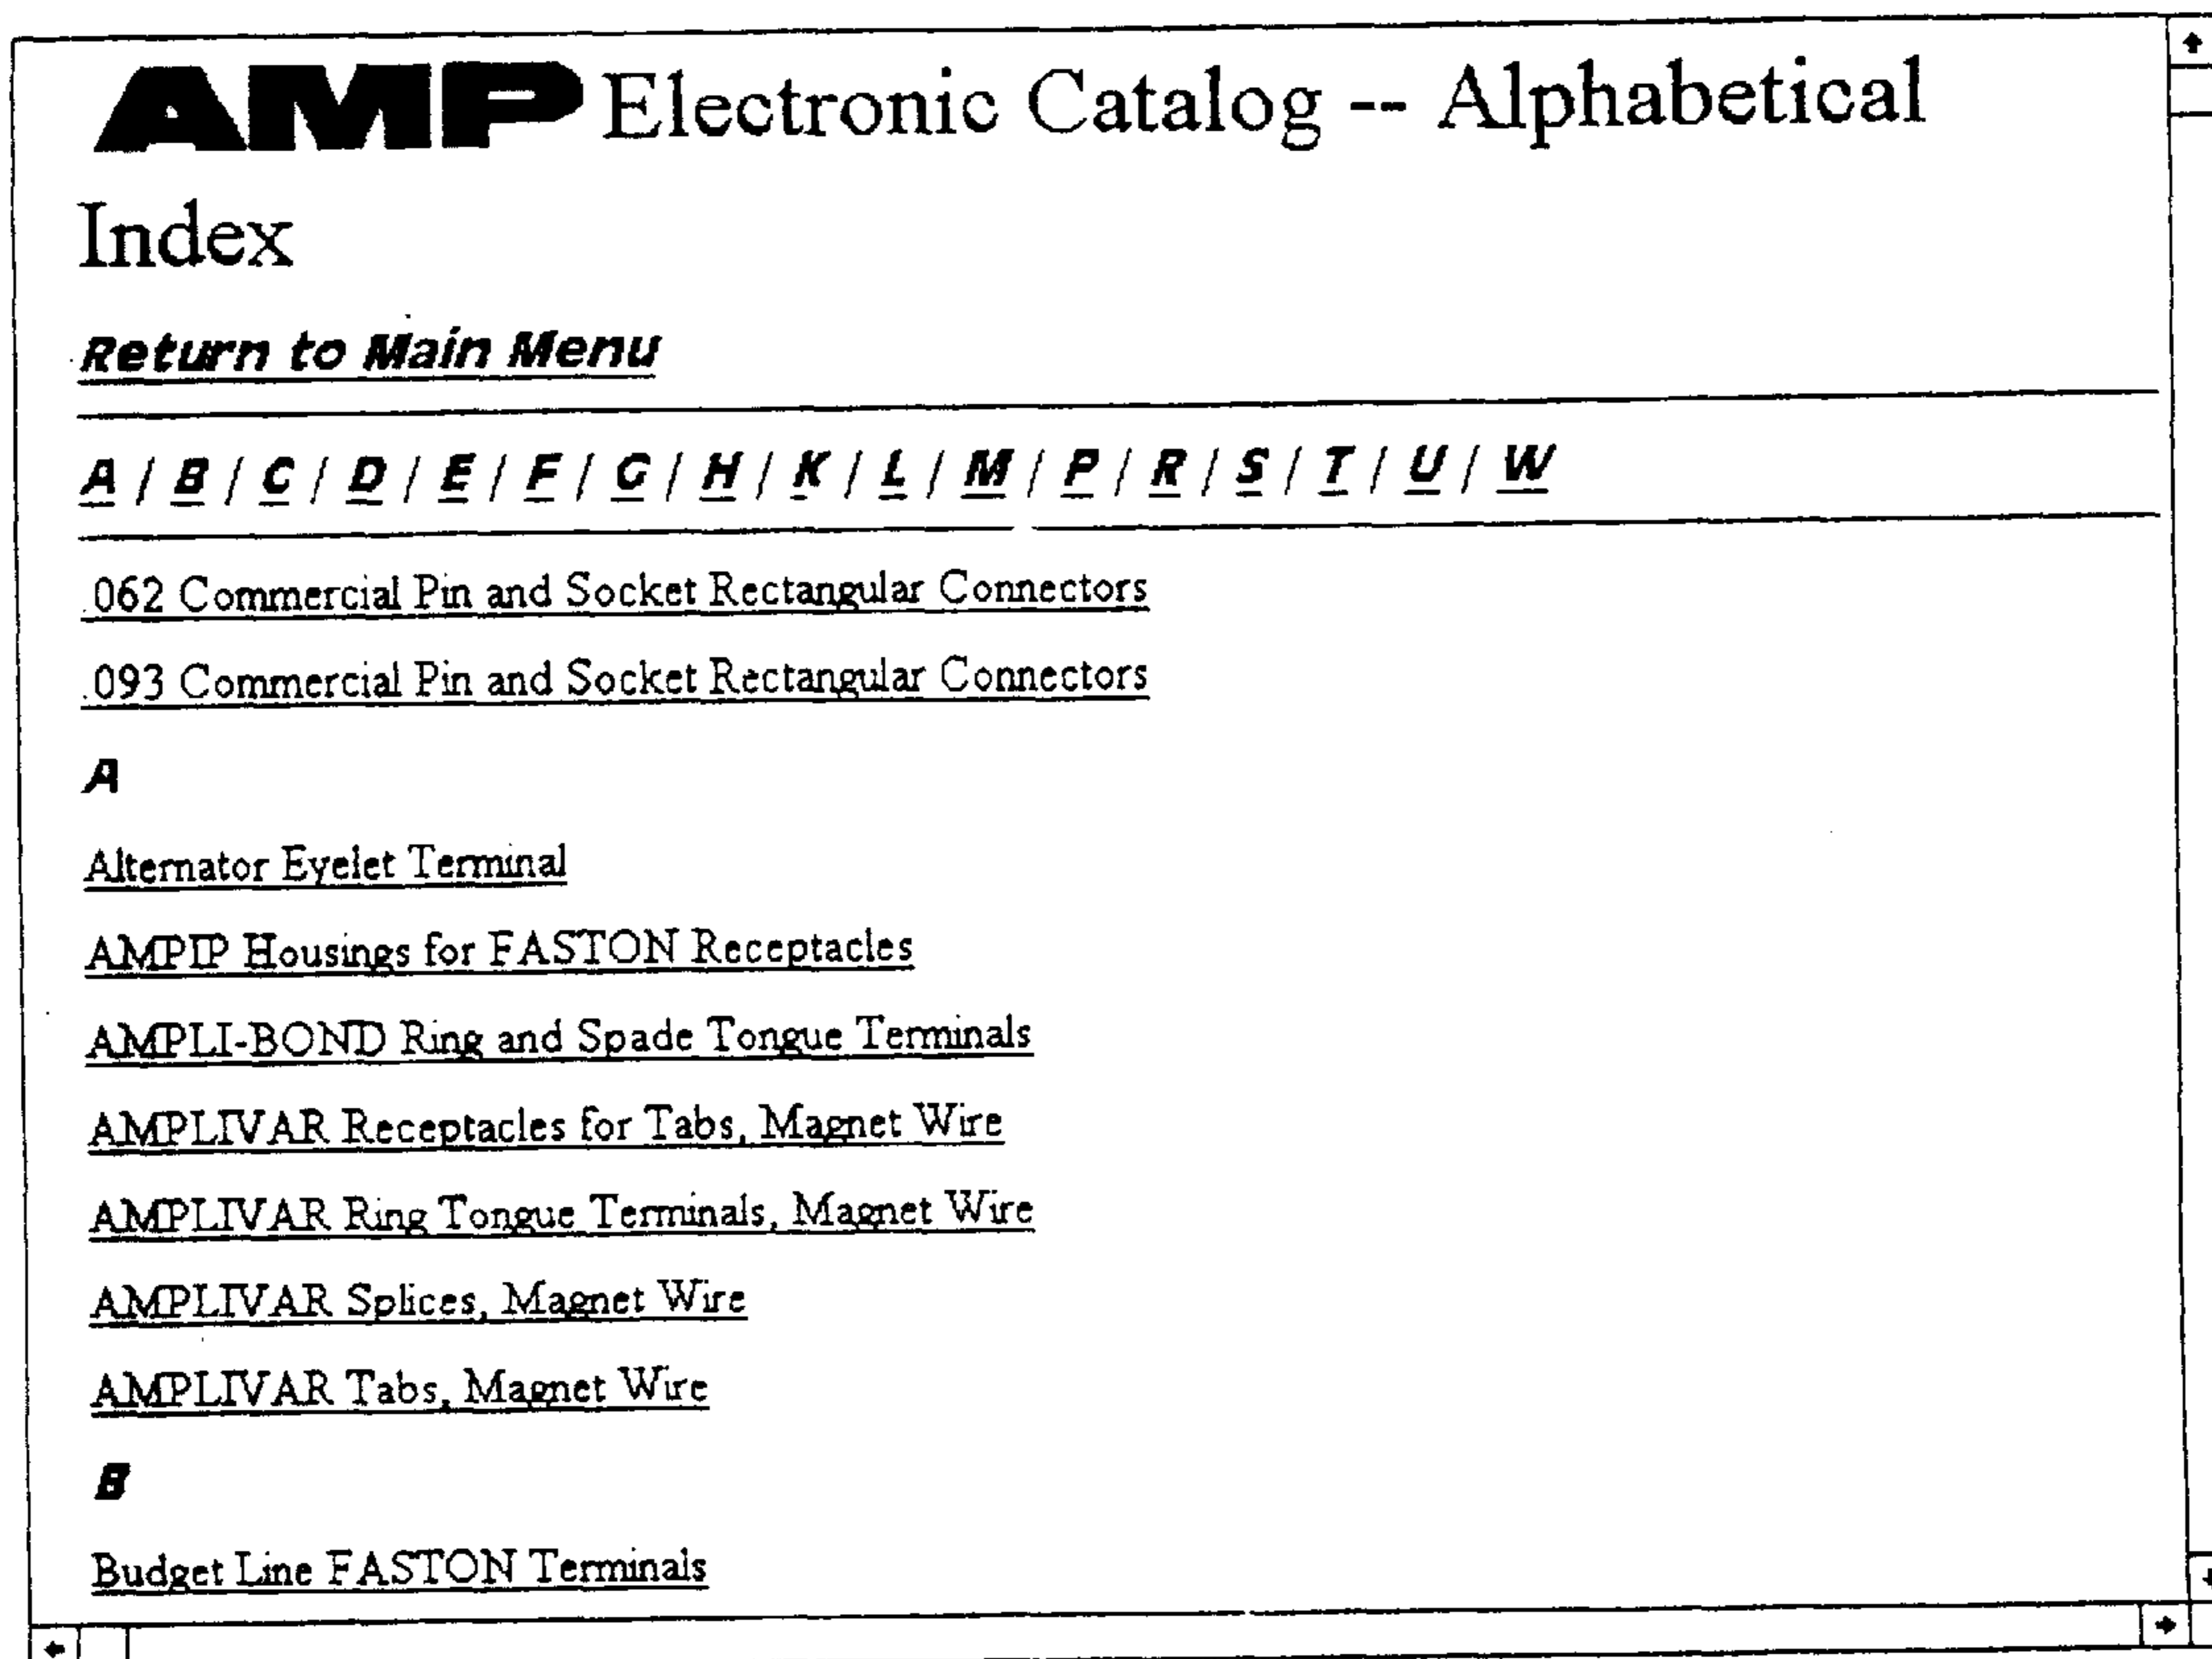 AMP Electronic Catalog -- Alphabetical
Index
Return to Main Menu
A / B / C / D / E / F / G / H / K / L / M / P / R / S / T / U / W
.062 Commercial Pin and Socket Rectangular Connectors
.093 Commercial Pin and Socket Rectangular Connectors
A
Alternator Eyelet Terminal
AMPIP Housings for FASTON Receptacles
AMPLI-BOND Ring and Spade Tongue Terminals
AMPLIVAR Receptacles for Tabs, Magnet Wire
AMPLIVAR Ring Tongue Terminals, Magnet Wire
AMPLIVAR Splices, Magnet Wire
AMPLIVAR Tabs, Magnet Wire
B
Budget Line FASTON Terminals